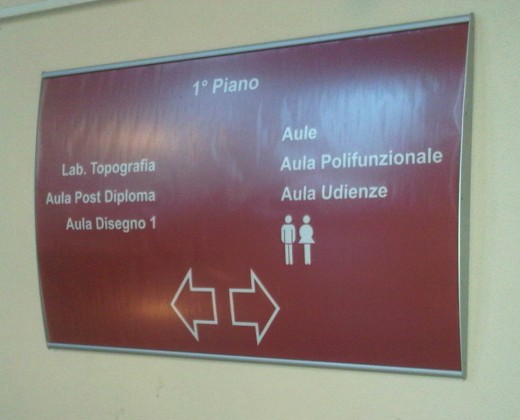 1° Piano
Lab. Topografia
Aula Post Diploma
Aula Disegno 1
Aule
Aula Polifunzionale
Aula Udienze